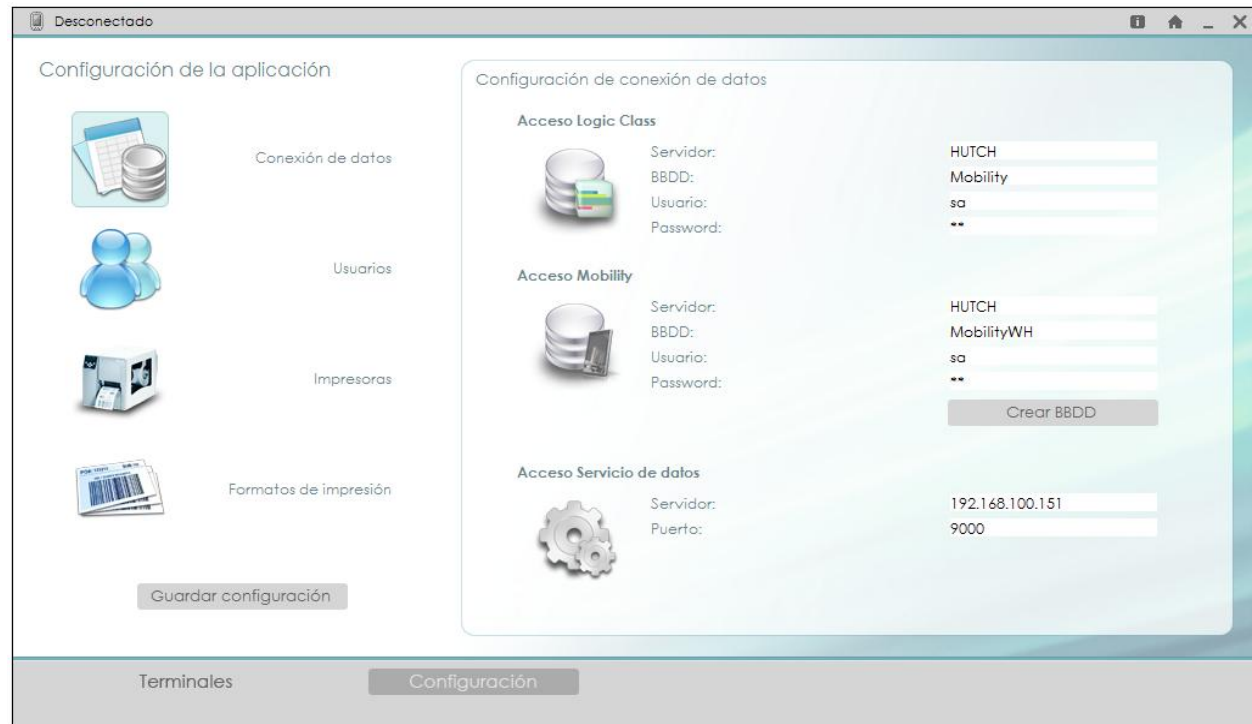 Desconectado
Configuración de la aplicación
Conexión de datos
Usuarios
Impresoras
Formatos de impresión
Guardar configuración
Configuración de conexión de datos
Acceso Logic Class
Servidor: HUTCH
BBDD: Mobility
Usuario: sa
Password: **
Acceso Mobility
Servidor: HUTCH
BBDD: MobilityWH
Usuario: sa
Password: **
Crear BBDD
Acceso Servicio de datos
Servidor: 192.168.100.151
Puerto: 9000
Terminales
Configuración